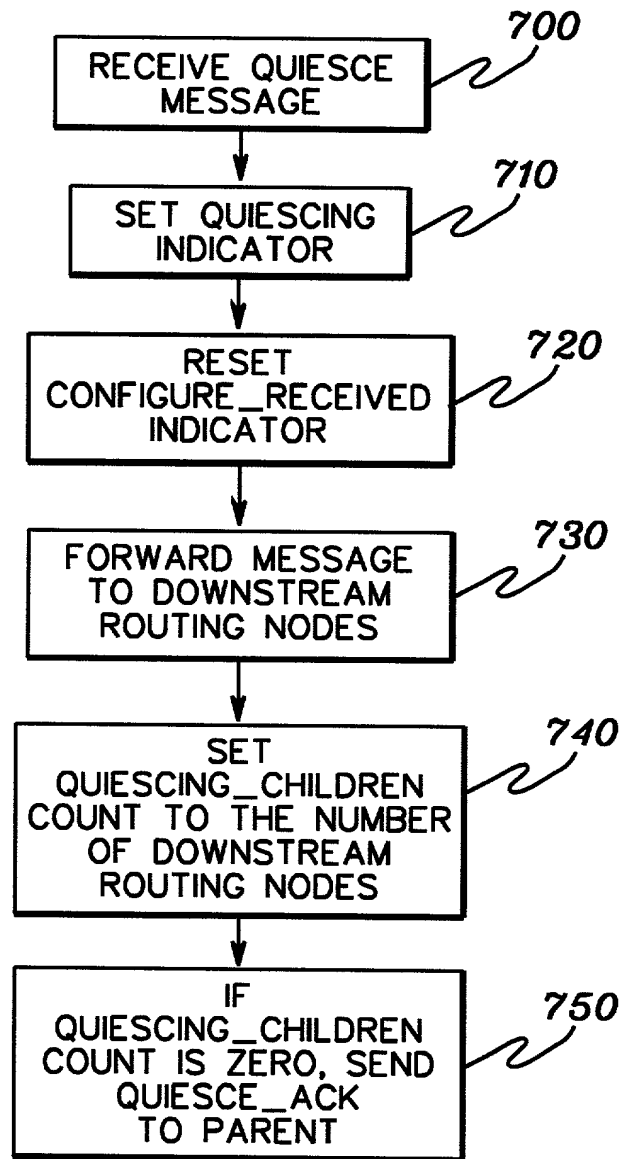 700
RECEIVE QUIESCE
MESSAGE
710
SET QUIESCING
INDICATOR
720
RESET
CONFIGURE_RECEIVED
INDICATOR
730
FORWARD MESSAGE
TO DOWNSTREAM
ROUTING NODES
740
SET
QUIESCING_CHILDREN
COUNT TO THE NUMBER
OF DOWNSTREAM
ROUTING NODES
750
IF
QUIESCING_CHILDREN
COUNT IS ZERO, SEND
QUIESCE_ACK
TO PARENT